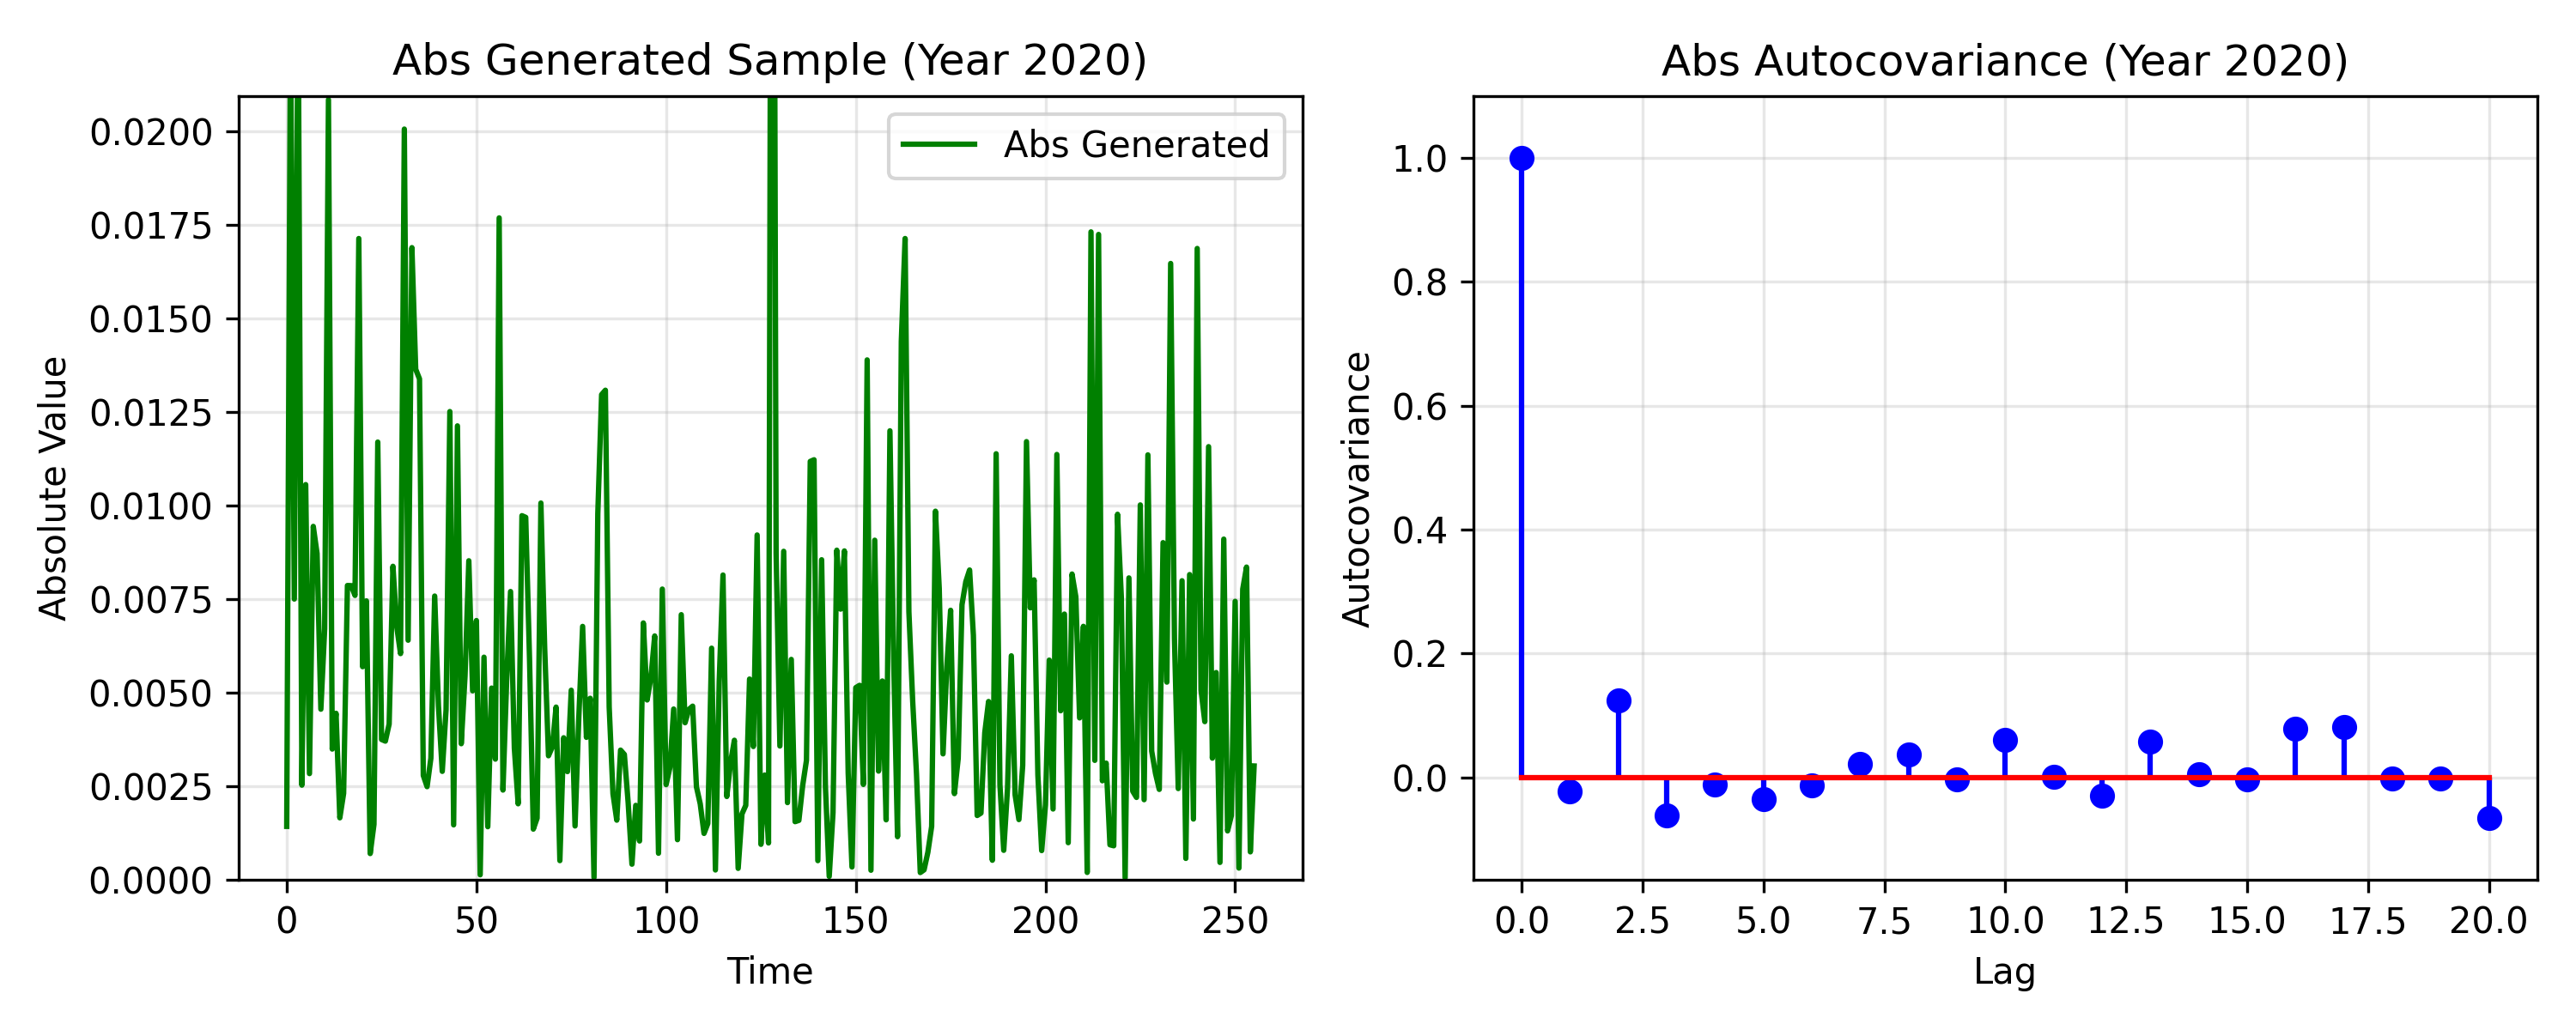 Abs Generated Sample (Year 2020)
Abs Generated
0.0200
0.0175
0.0150
0.0125
0.0100
0.0075
0.0050
0.0025
0.0000
Absolute Value
0 50 100 150 200 250
Time
Abs Autocovariance (Year 2020)
1.0
0.8
0.6
0.4
0.2
0.0
Autocovariance
0.0 2.5 5.0 7.5 10.0 12.5 15.0 17.5 20.0
Lag